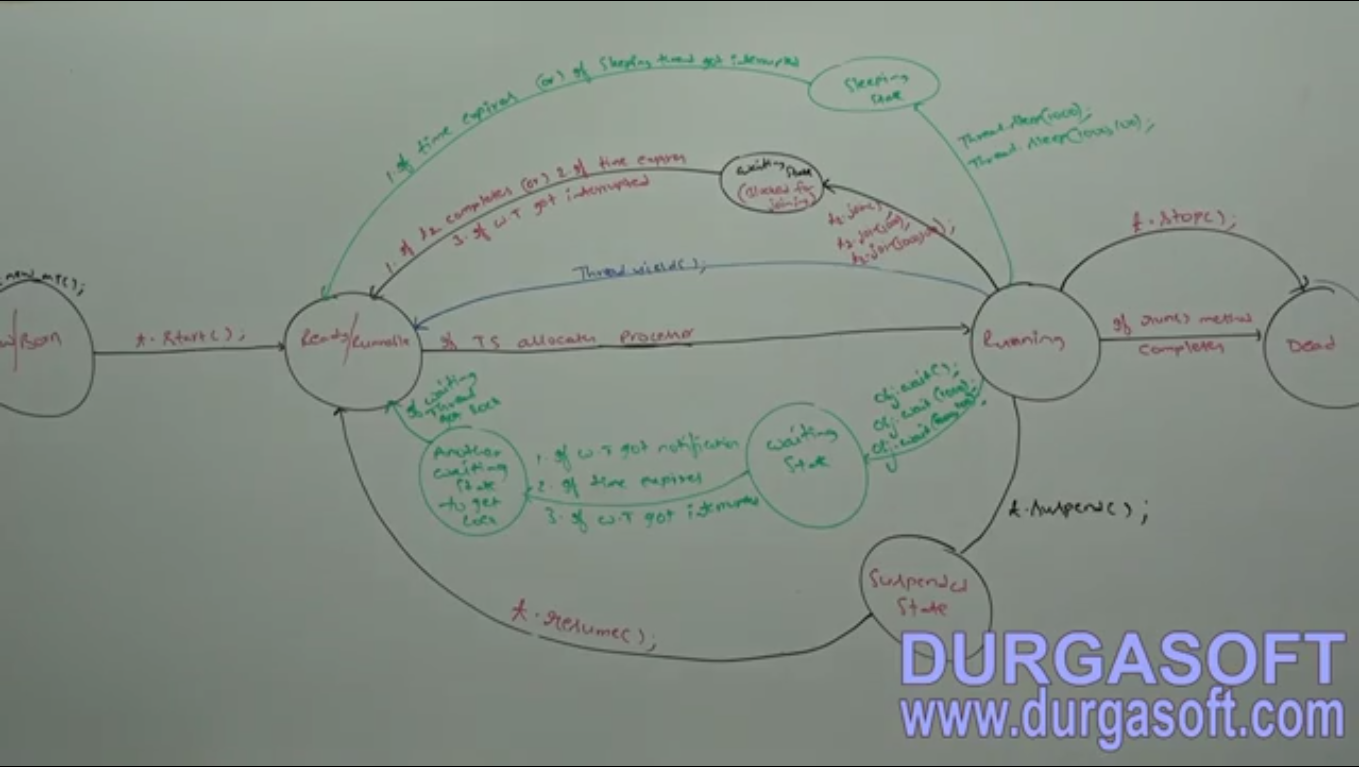 1. If time expires (or) If Sleeping thread got interrupted
Sleeping
State
Thread.sleep(1000);
Thread.sleep(1000,100);
1. If t2 completes (or) 2. If time expires
3. If W.T got interrupted
waiting State
(Blocked for
joining)
t2.join()
t.stop();
Thread.yield();
new MT();
w/Born
t.start();
Ready/Runnable
If TS allocates processor
Running
If run() method
completes
Dead
If waiting
Thread
got lock
Another
waiting
State
to get
lock
1. If W.T got notification
2. If time expires
3. If W.T got interrupted
waiting
State
obj.wait();
obj.wait(1000);
t.suspend();
Suspended
State
t.resume();
DURGASOFT
www.durgasoft.com